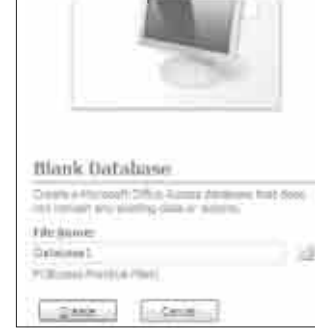 Blank Database
Create a Microsoft Office Access database that does
not contain any existing data or objects.
File Name:
Database1
Create Cancel